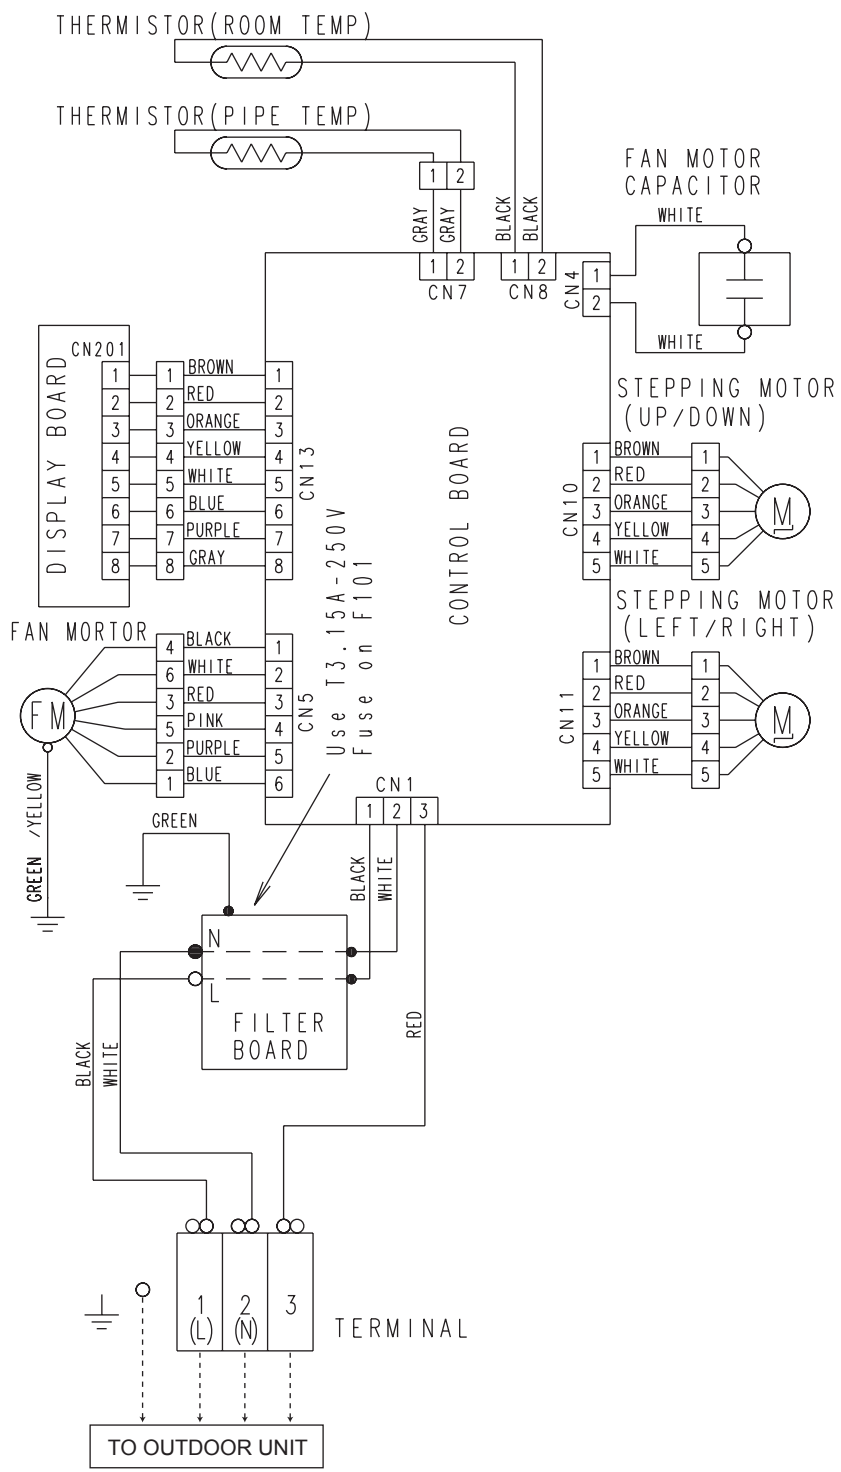 THERMISTOR(ROOM TEMP)
THERMISTOR(PIPE TEMP)
FAN MOTOR
CAPACITOR
WHITE
1 2
GRAY
GRAY
BLACK
BLACK
1 2
CN7
1 2
CN8
CN4
1
2
WHITE
DISPLAY BOARD
CN201
1 1 BROWN 1
2 2 RED 2
3 3 ORANGE 3
4 4 YELLOW 4
5 5 WHITE 5
6 6 BLUE 6
7 7 PURPLE 7
8 8 GRAY 8
CN13
CONTROL BOARD
STEPPING MOTOR
(UP/DOWN)
CN10
1 BROWN 1
2 RED 2
3 ORANGE 3
4 YELLOW 4
5 WHITE 5
M
STEPPING MOTOR
(LEFT/RIGHT)
CN11
1 BROWN 1
2 RED 2
3 ORANGE 3
4 YELLOW 4
5 WHITE 5
M
Use T3.15A-250V
Fuse on F101
FAN MORTOR
FM
4 BLACK 1
6 WHITE 2
3 RED 3
5 PINK 4
2 PURPLE 5
1 BLUE 6
CN5
GREEN /YELLOW
CN1
1 2 3
GREEN
BLACK
WHITE
RED
N
L
FILTER
BOARD
BLACK
WHITE
1
(L)
2
(N)
3
TERMINAL
TO OUTDOOR UNIT